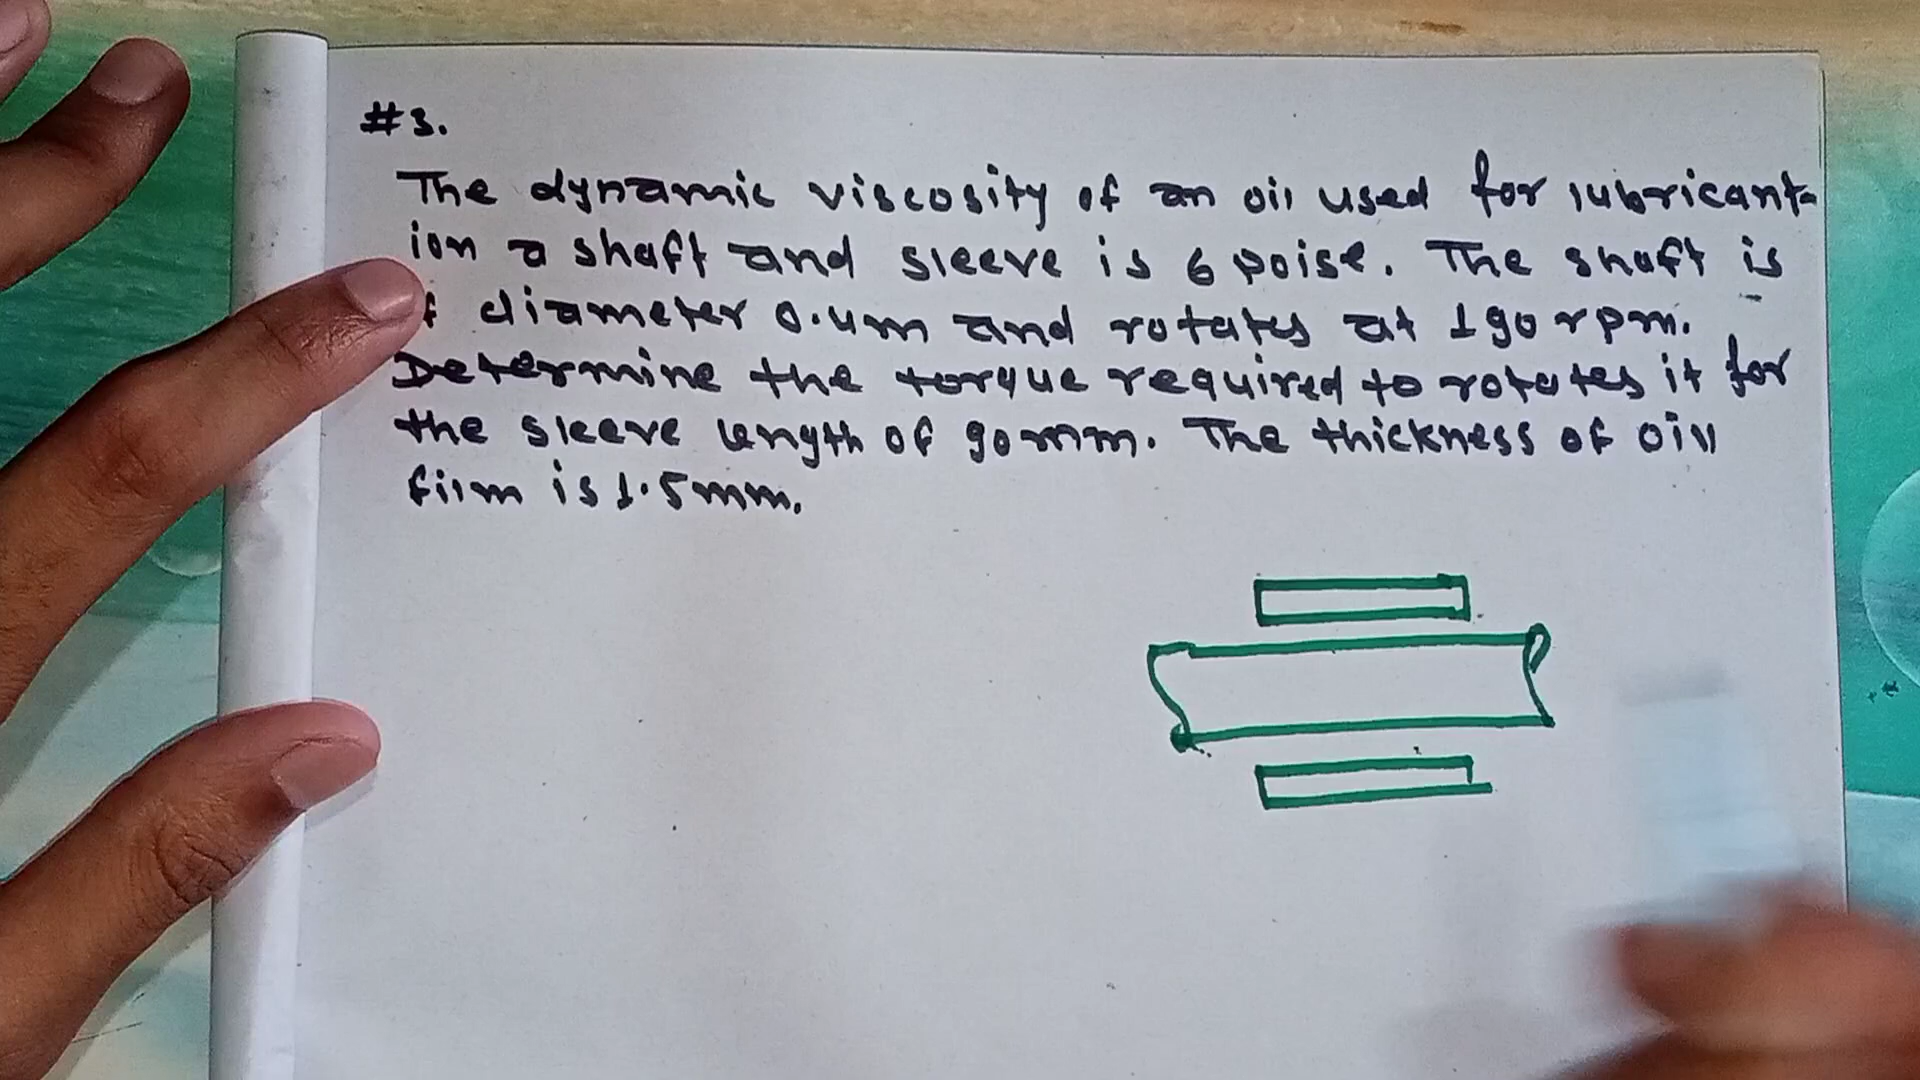 #3.
The dynamic viscosity of an oil used for lubricant-
ion a shaft and sleeve is 6 poise. The shaft is
f diameter 0.4m and rotates at 190 rpm.
Determine the torque required to rotates it for
the sleeve length of 90mm. The thickness of oil
film is 1.5mm.